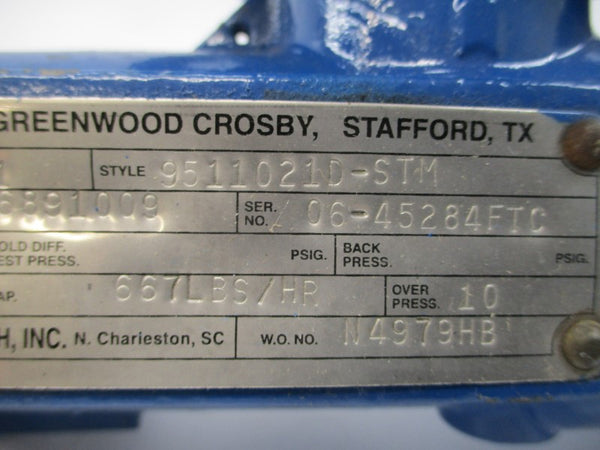 GREENWOOD CROSBY, STAFFORD, TX
STYLE 9511021D-STM
6891009 SER. NO. 06-45284FTC
OLD DIFF. EST PRESS. PSIG. BACK PRESS. PSIG.
AP. 667LBS/HR OVER PRESS. 10
H, INC. N. Charleston, SC W.O. NO. N4979HB